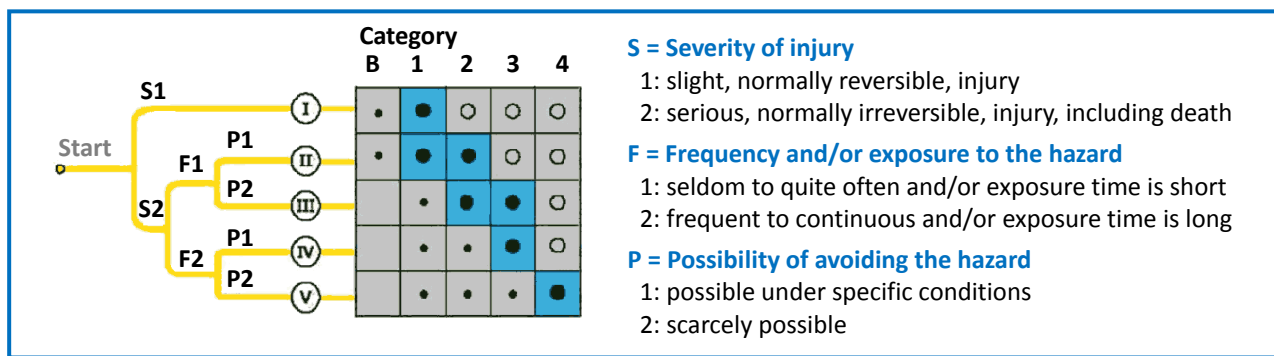 Category
B 1 2 3 4
S1
I
Start
P1
F1
II
P2
III
S2
P1
F2
IV
P2
V
S = Severity of injury
1: slight, normally reversible, injury
2: serious, normally irreversible, injury, including death
F = Frequency and/or exposure to the hazard
1: seldom to quite often and/or exposure time is short
2: frequent to continuous and/or exposure time is long
P = Possibility of avoiding the hazard
1: possible under specific conditions
2: scarcely possible